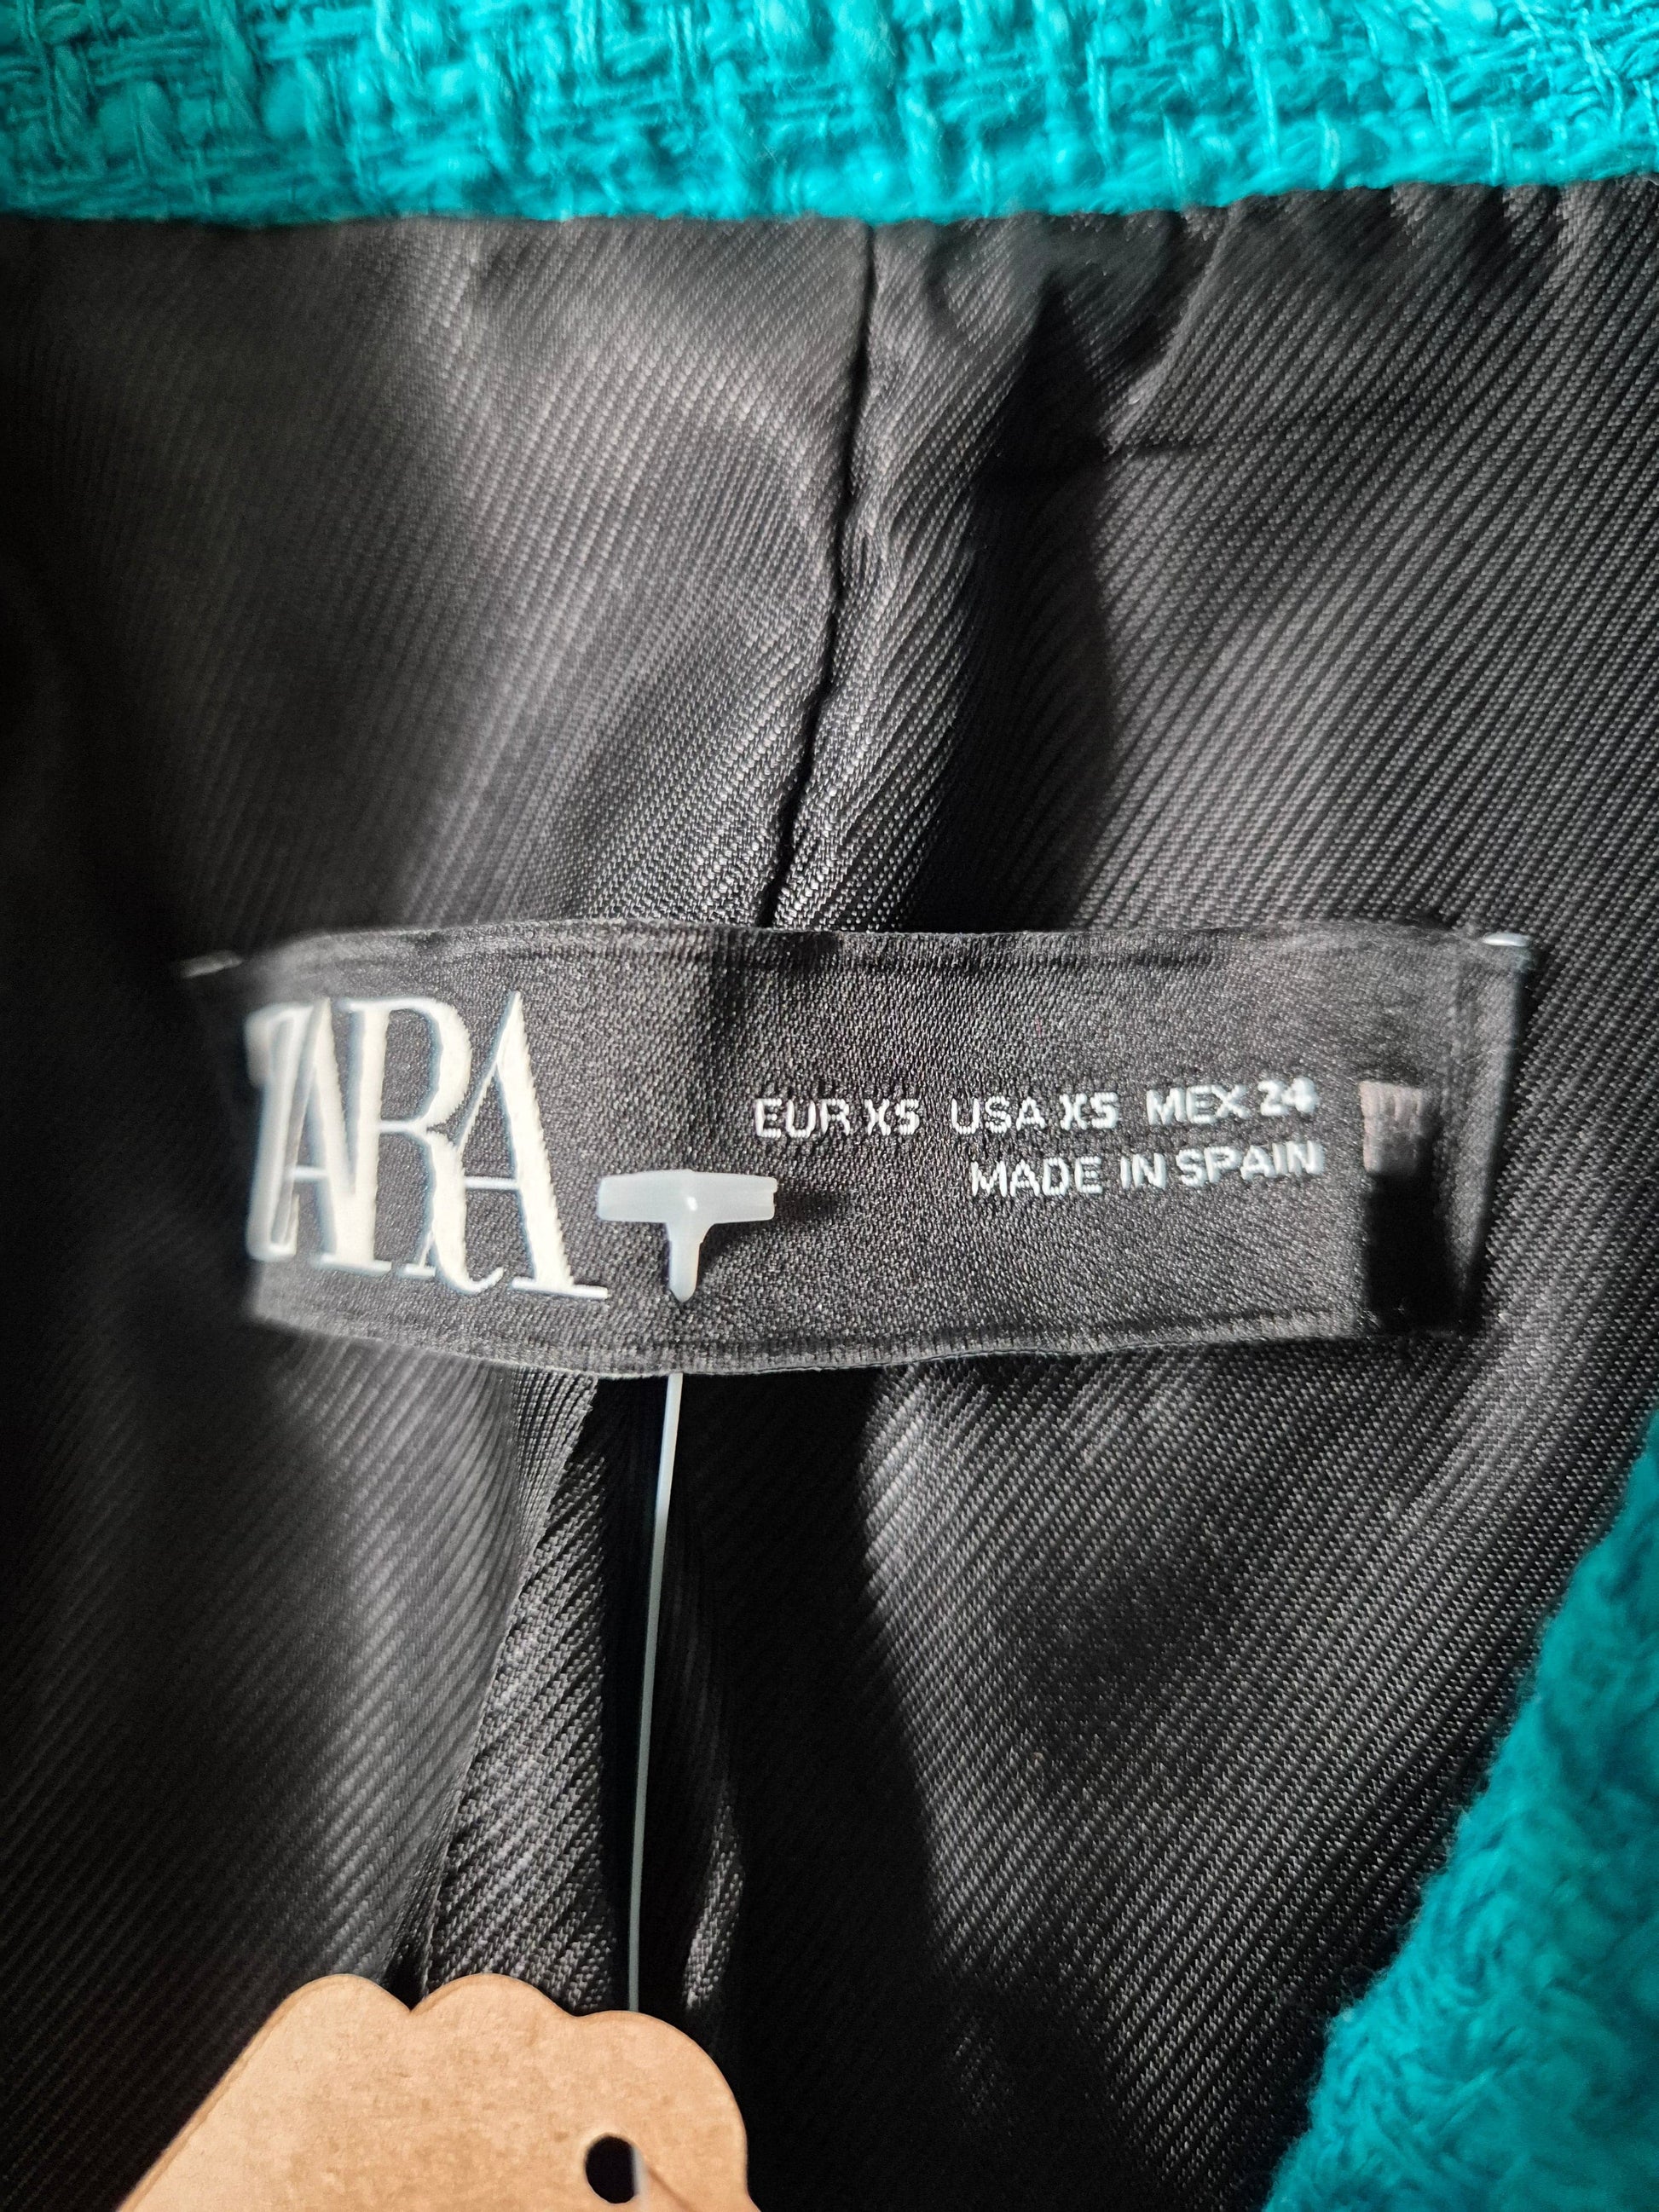 ZARA
EUR XS USA XS MEX 24
MADE IN SPAIN